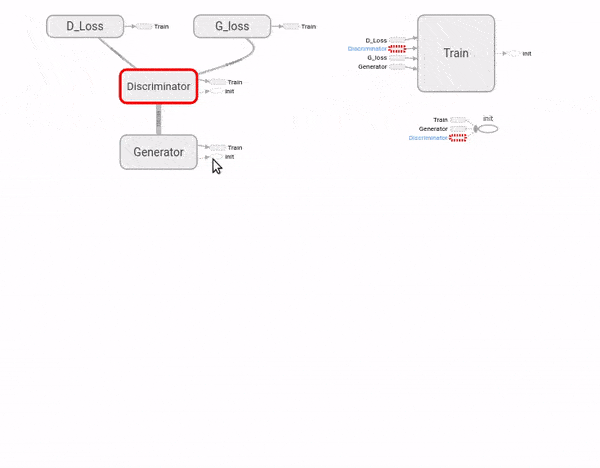 D_Loss
Train
G_loss
Train
Discriminator
Train
init
Generator
Train
init
D_Loss
Discriminator
G_loss
Generator
Train
init
Train
Generator
Discriminator
init